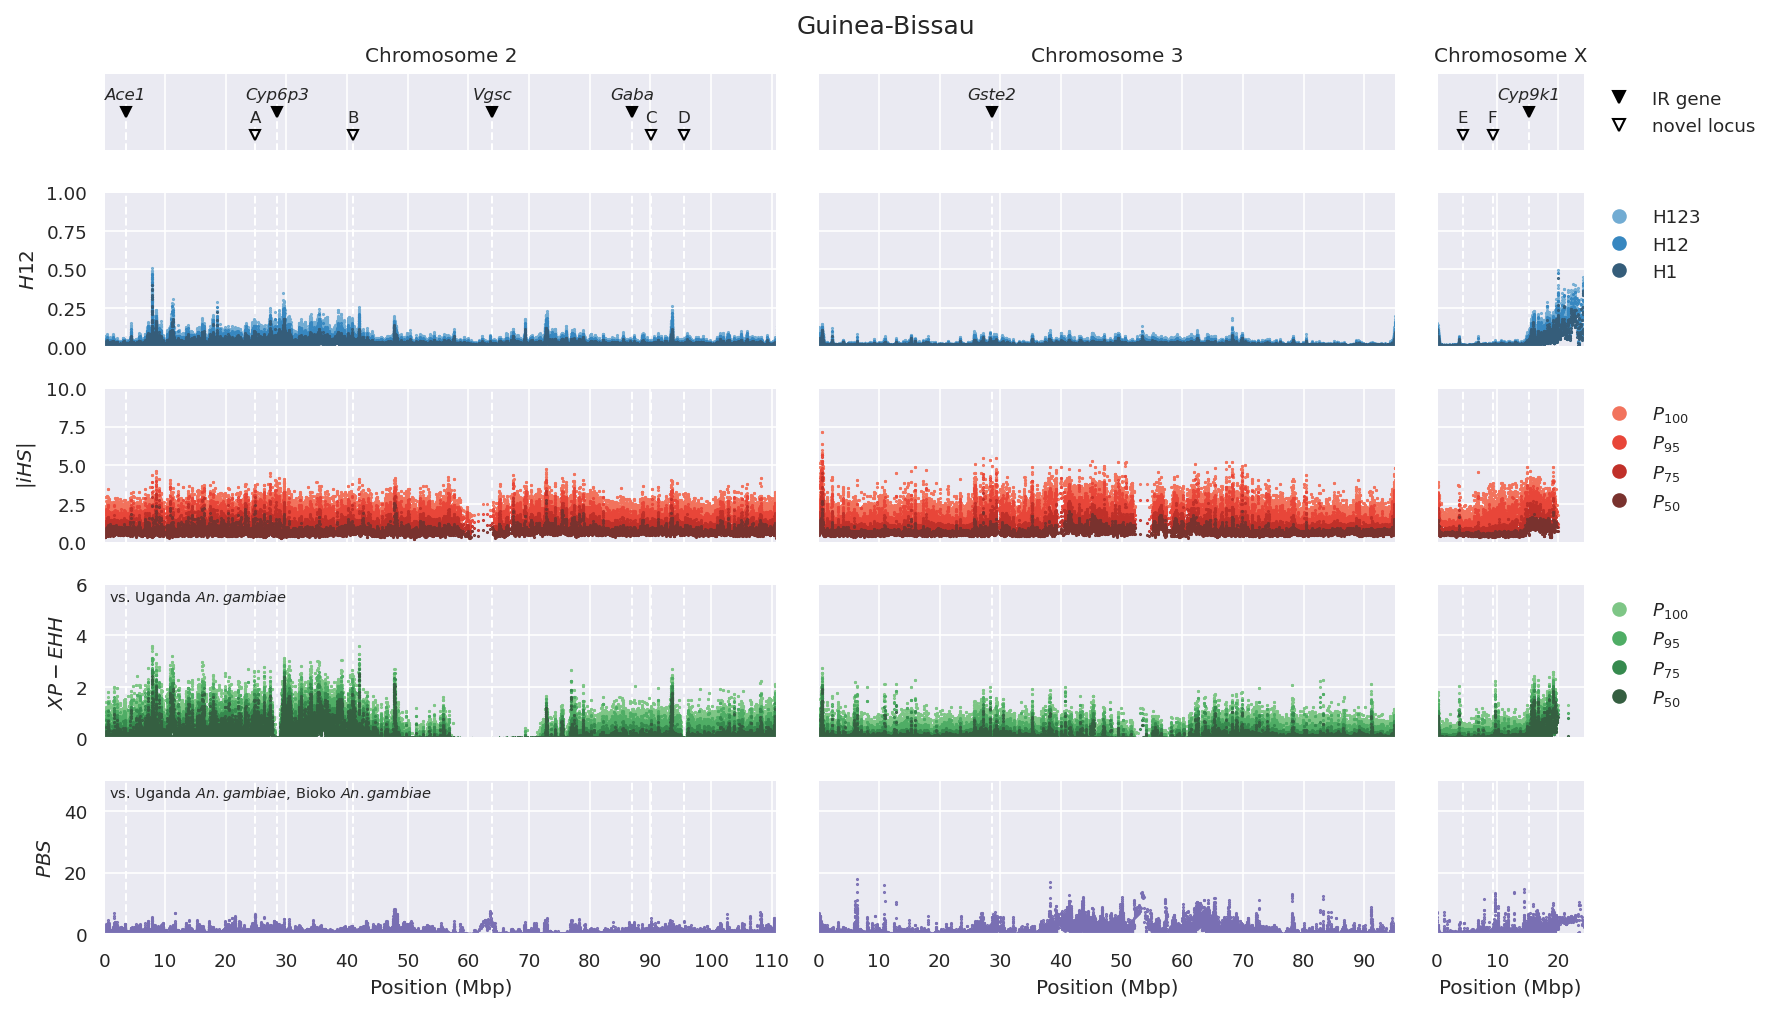 Guinea-Bissau
Chromosome 2 Chromosome 3 Chromosome X
Ace1 Cyp6p3 Vgsc Gaba Gste2 Cyp9k1
A B C D E F
IR gene
novel locus
1.00
0.75
0.50
0.25
0.00
H12
H123
H12
H1
10.0
7.5
5.0
2.5
0.0
|iHS|
P100
P95
P75
P50
vs. Uganda An. gambiae
6
4
2
0
XP − EHH
P100
P95
P75
P50
vs. Uganda An. gambiae, Bioko An. gambiae
40
20
0
PBS
0 10 20 30 40 50 60 70 80 90 100 110 0 10 20 30 40 50 60 70 80 90 0 10 20
Position (Mbp) Position (Mbp) Position (Mbp)